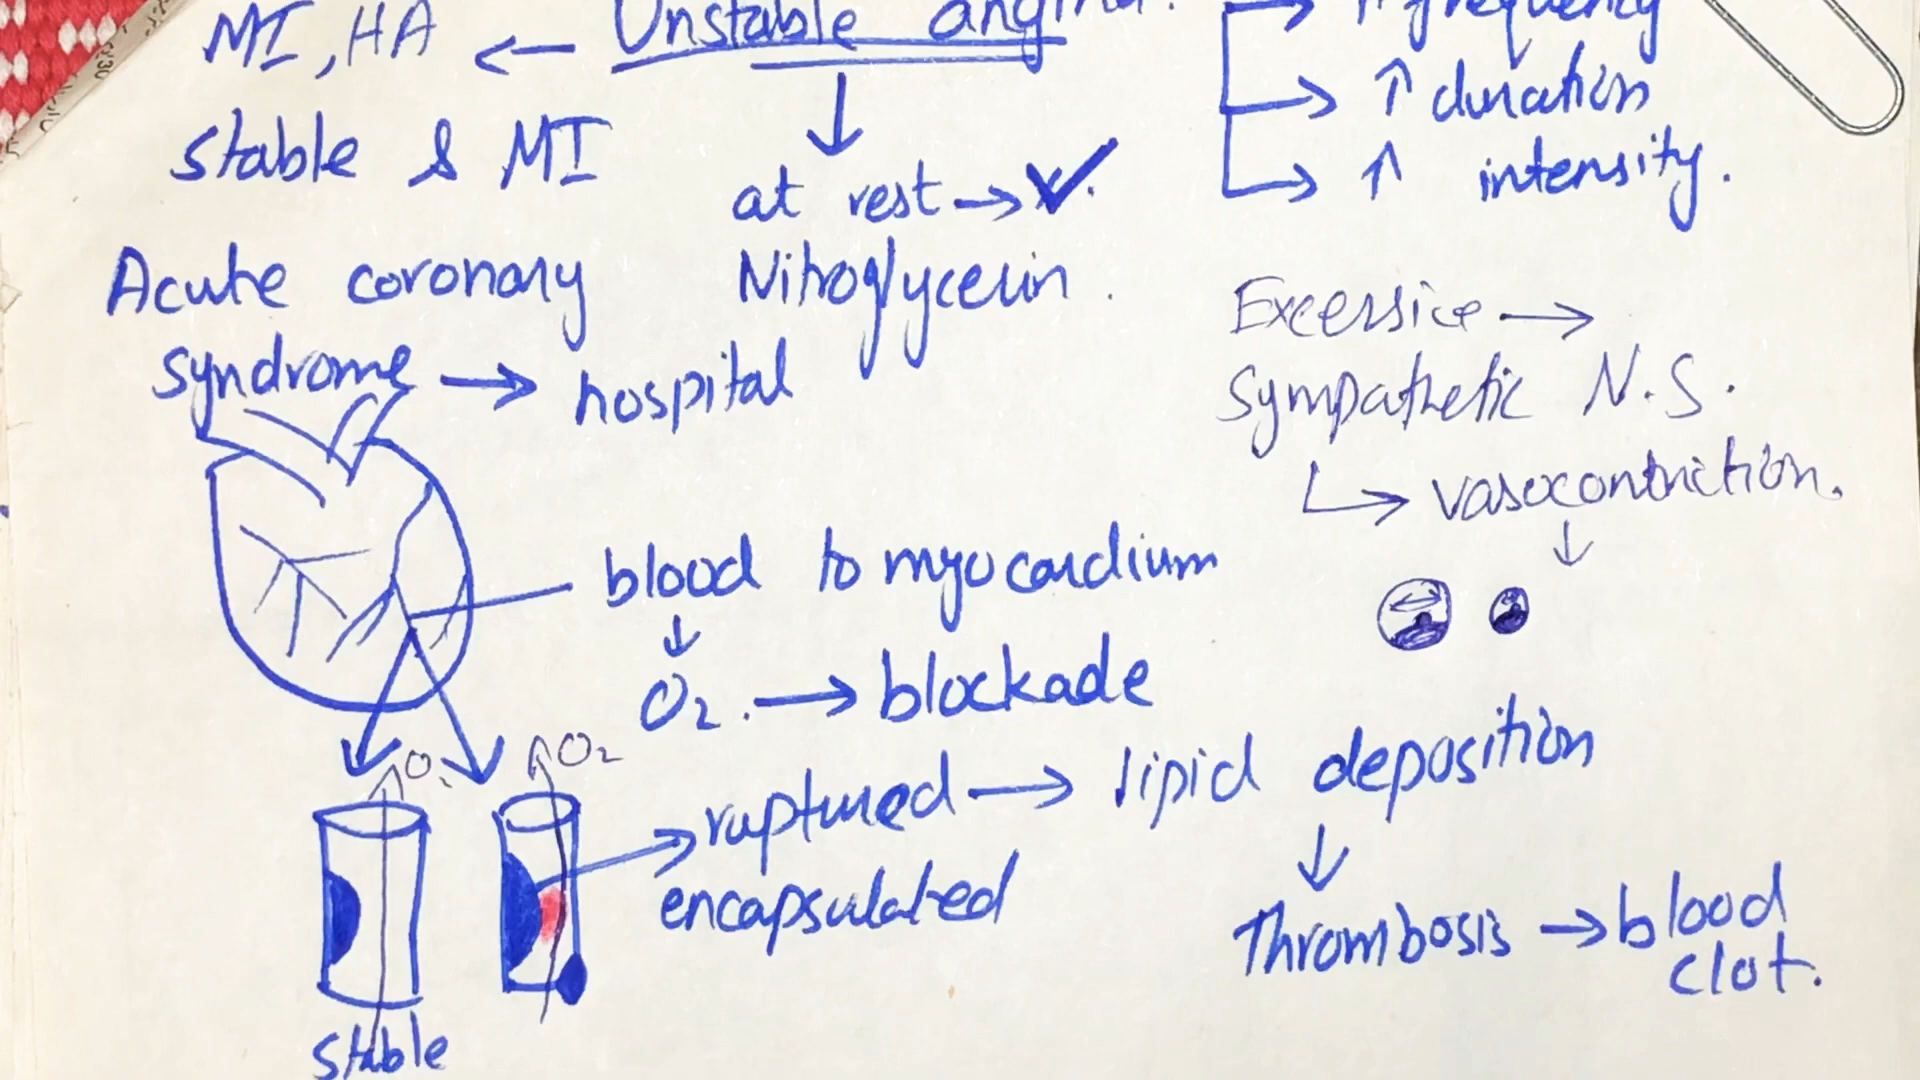 MI, HA ← Unstable angina.
→ ↑ frequency
→ ↑ duration
→ ↑ intensity.
stable & MI
at rest → ✓.
Nitroglycerin.
Acute coronary
syndrome → hospital
Excersice →
Sympathetic N.S.
↳ vasocontriction.
↓
blood to myocardium
↓
O2. → blockade
O2
ruptured → lipid deposition
encapsulated
↓
Thrombosis → blood
clot.
stable